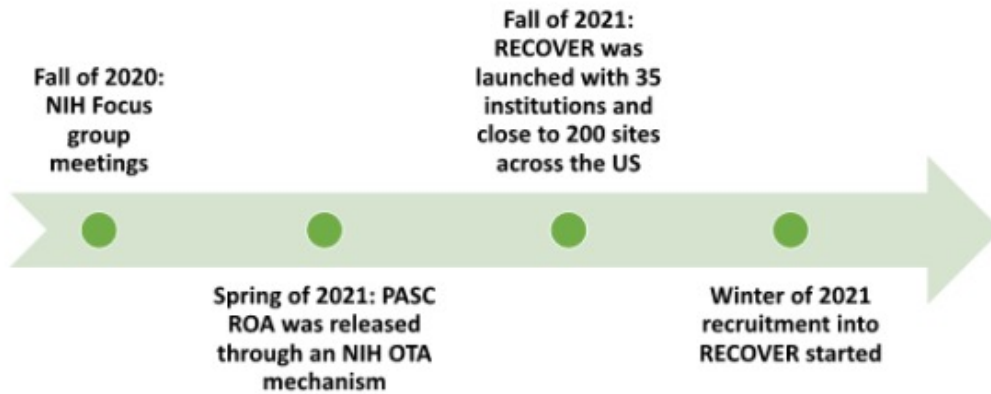 Fall of 2020:
NIH Focus
group
meetings
Spring of 2021: PASC
ROA was released
through an NIH OTA
mechanism
Fall of 2021:
RECOVER was
launched with 35
institutions and
close to 200 sites
across the US
Winter of 2021
recruitment into
RECOVER started